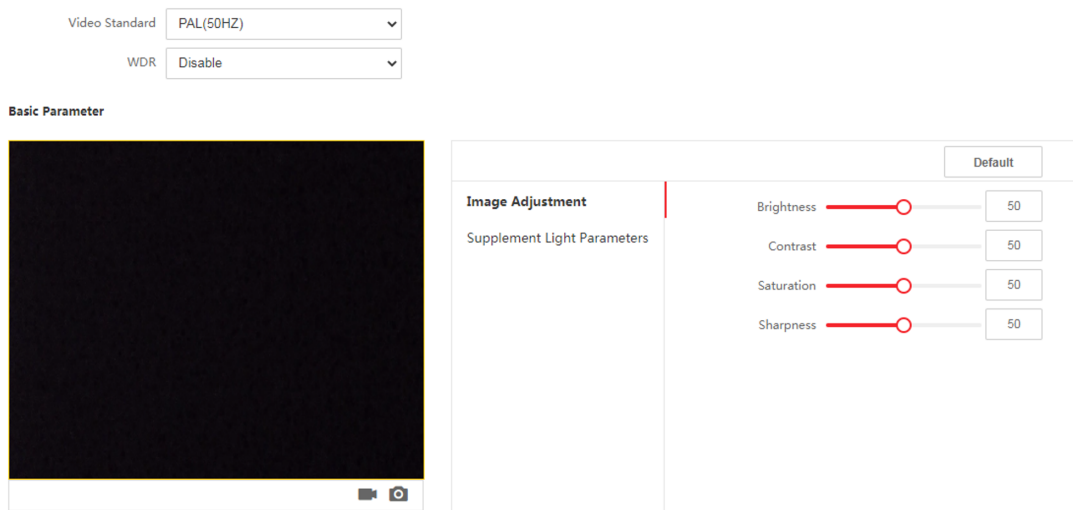 Video Standard PAL(50HZ)
WDR Disable
Basic Parameter
Default
Image Adjustment
Supplement Light Parameters
Brightness 50
Contrast 50
Saturation 50
Sharpness 50